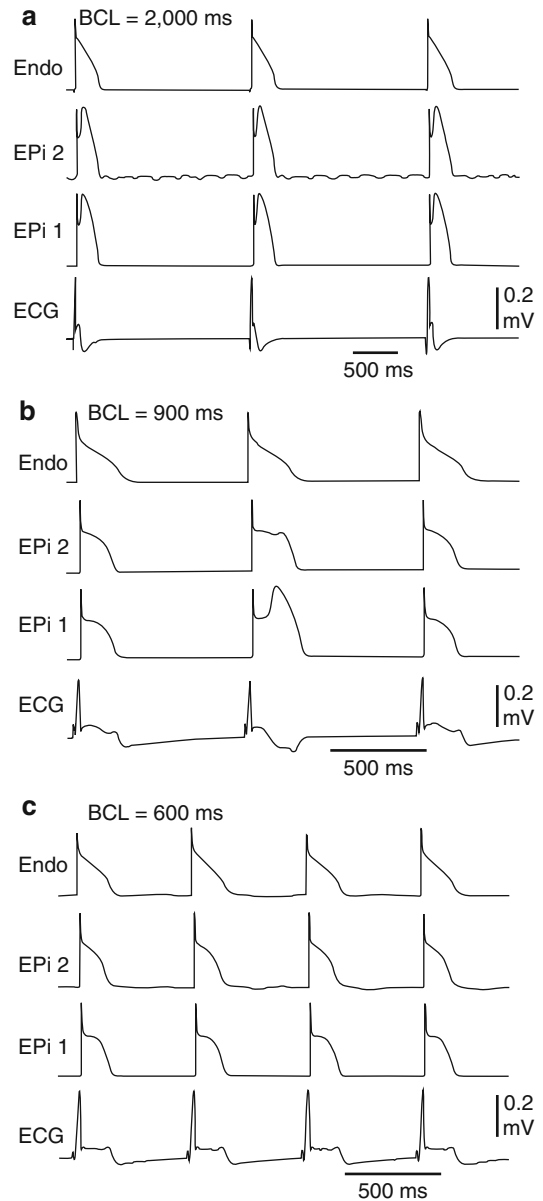 a
BCL = 2,000 ms
Endo
EPi 2
EPi 1
ECG
0.2
mV
500 ms
b
BCL = 900 ms
Endo
EPi 2
EPi 1
ECG
0.2
mV
500 ms
c
BCL = 600 ms
Endo
EPi 2
EPi 1
ECG
0.2
mV
500 ms